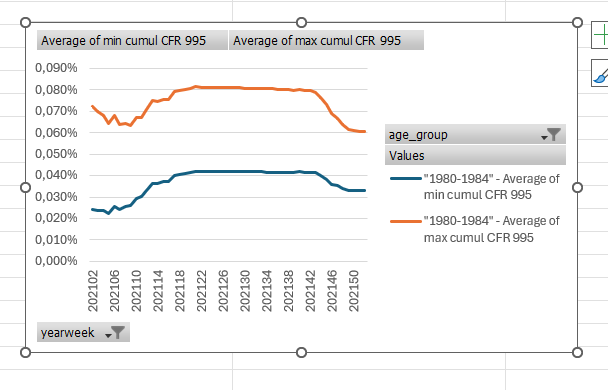 Average of min cumul CFR 995 Average of max cumul CFR 995
0,090%
0,080%
0,070%
0,060%
0,050%
0,040%
0,030%
0,020%
0,010%
0,000%
202102 202106 202110 202114 202118 202122 202126 202130 202134 202138 202142 202146 202150
age_group
Values
"1980-1984" - Average of
min cumul CFR 995
"1980-1984" - Average of
max cumul CFR 995
yearweek